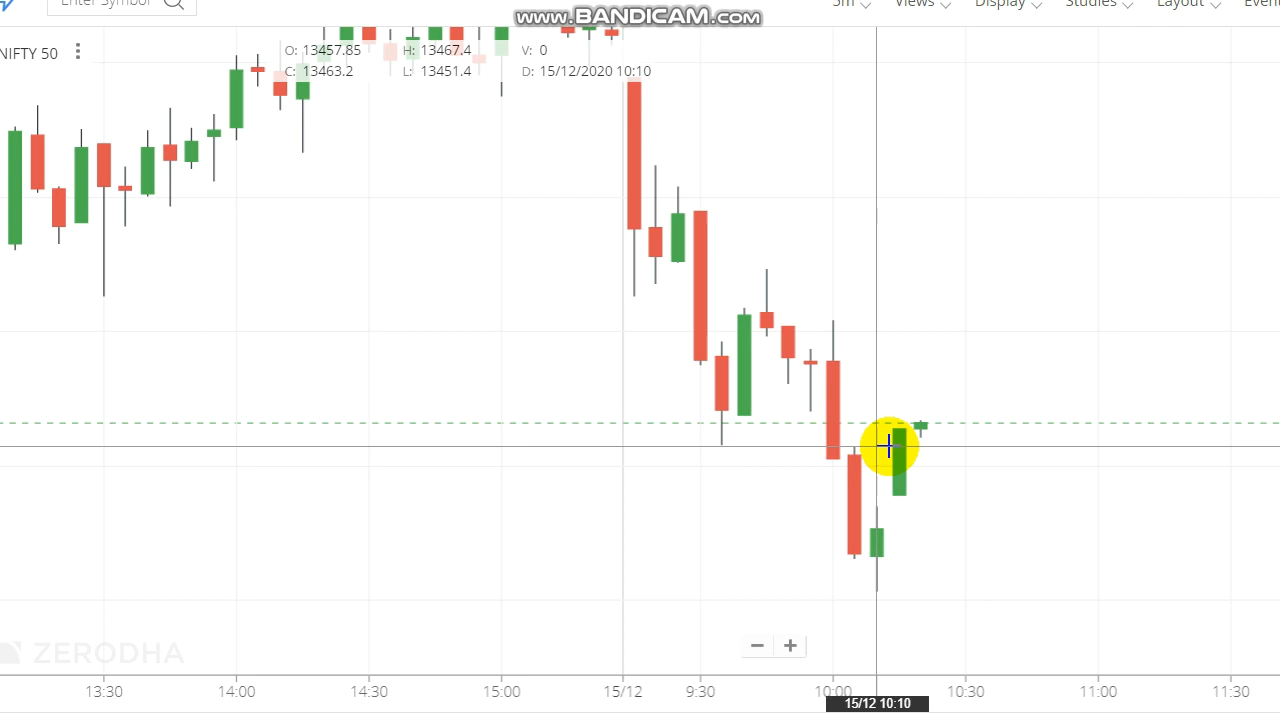 www.BANDICAM.com
Enter Symbol
5m Views Display Studies Layout Event
NIFTY 50
O: 13457.85 H: 13467.4 V: 0
C: 13463.2 L: 13451.4 D: 15/12/2020 10:10
ZERODHA
13:30 14:00 14:30 15:00 15/12 9:30 10:00 10:30 11:00 11:30
15/12 10:10